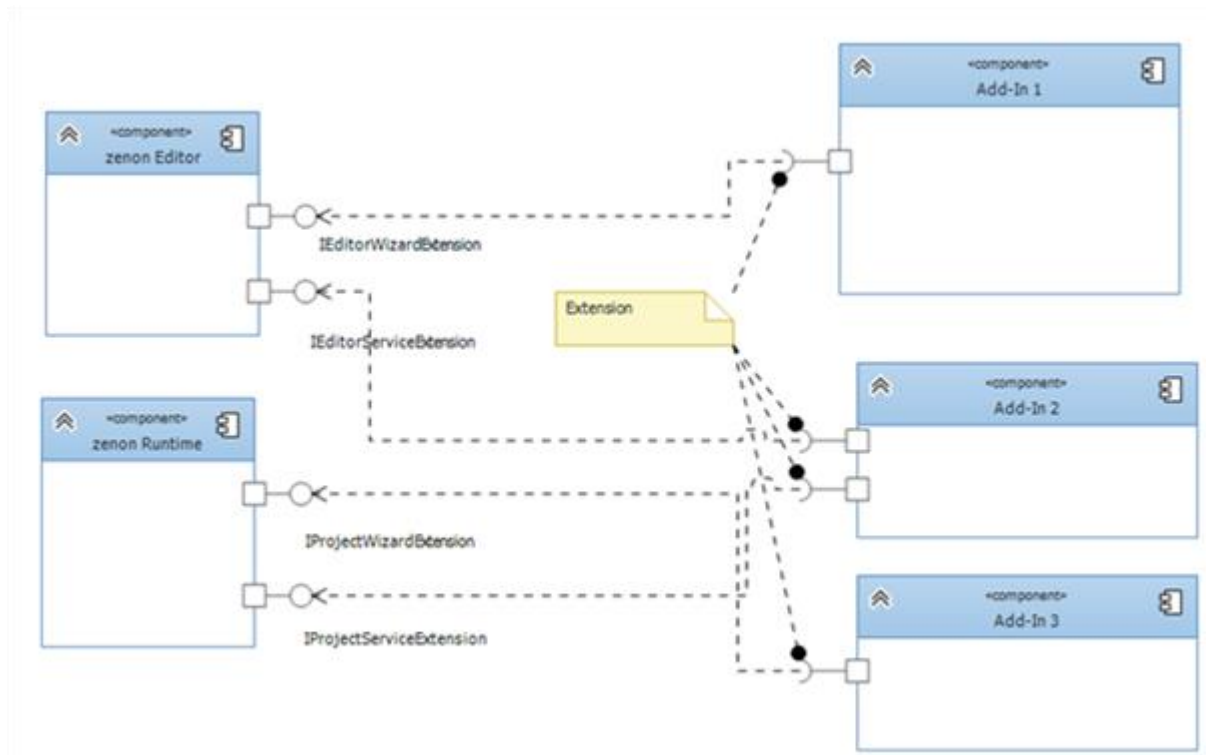 «component»
zenon Editor
IEditorWizardExtension
IEditorServiceExtension
«component»
zenon Runtime
IProjectWizardExtension
IProjectServiceExtension
Extension
«component»
Add-In 1
«component»
Add-In 2
«component»
Add-In 3